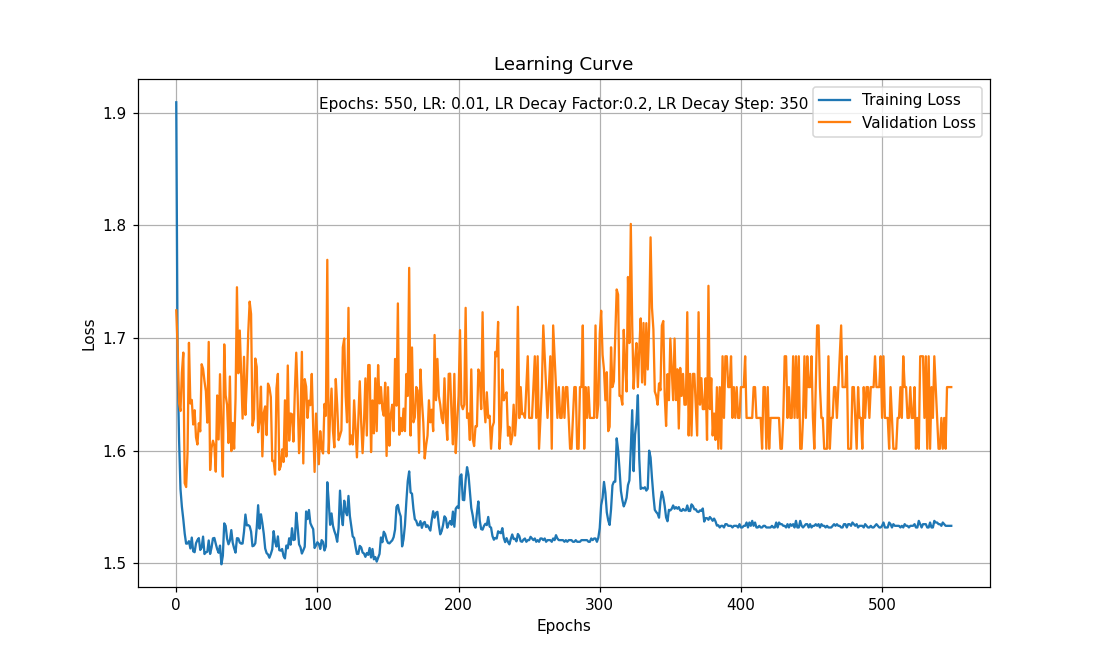 Learning Curve
Epochs: 550, LR: 0.01, LR Decay Factor:0.2, LR Decay Step: 350
Training Loss
Validation Loss
Loss
1.9
1.8
1.7
1.6
1.5
0
100
200
300
400
500
Epochs